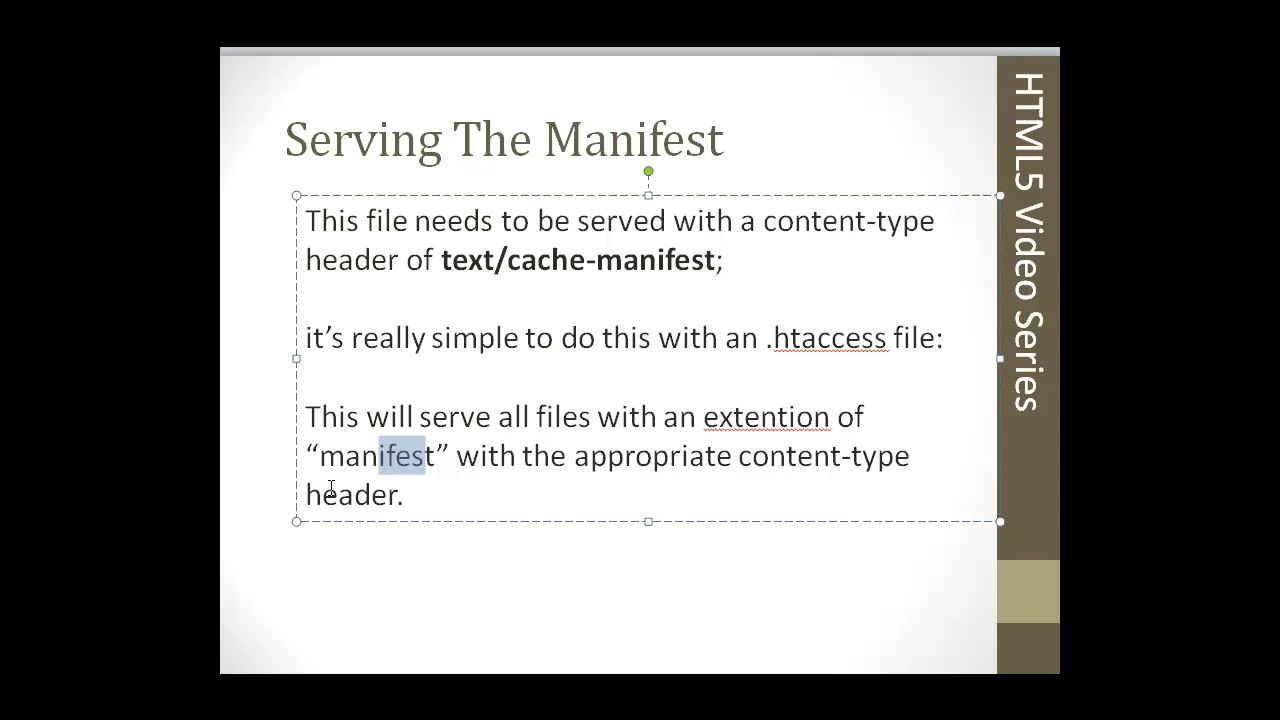 Serving The Manifest
This file needs to be served with a content-type
header of text/cache-manifest;
it’s really simple to do this with an .htaccess file:
This will serve all files with an extention of
“manifest” with the appropriate content-type
header.
HTML5 Video Series